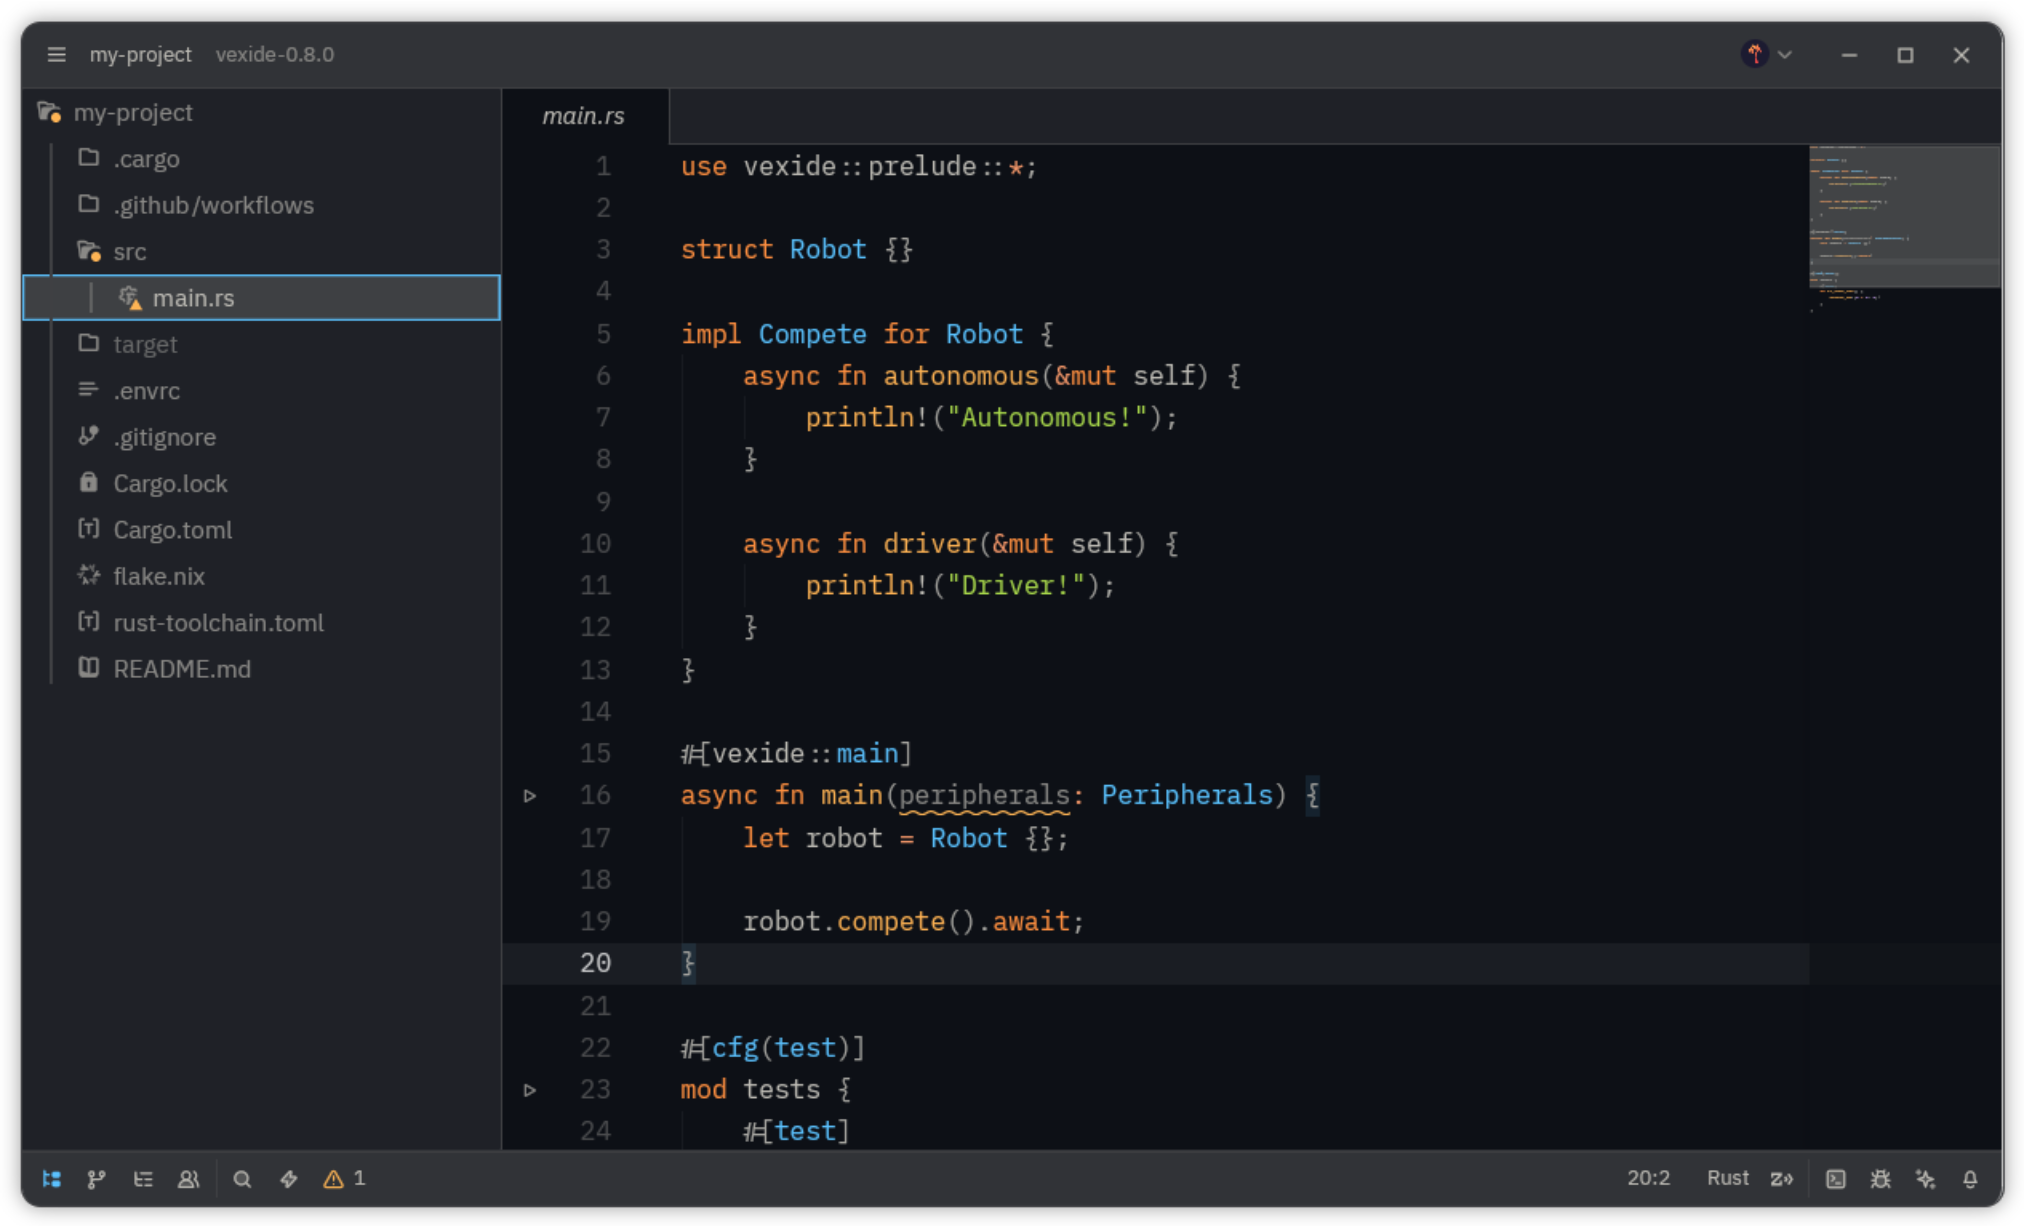 my-project vexide-0.8.0
my-project
.cargo
.github/workflows
src
main.rs
target
.envrc
.gitignore
Cargo.lock
Cargo.toml
flake.nix
rust-toolchain.toml
README.md
main.rs
1 use vexide::prelude::*;
2
3 struct Robot {}
4
5 impl Compete for Robot {
6     async fn autonomous(&mut self) {
7         println!("Autonomous!");
8     }
9
10     async fn driver(&mut self) {
11         println!("Driver!");
12     }
13 }
14
15 #[vexide::main]
16 async fn main(peripherals: Peripherals) {
17     let robot = Robot {};
18
19     robot.compete().await;
20 }
21
22 #[cfg(test)]
23 mod tests {
24     #[test]
1 20:2 Rust